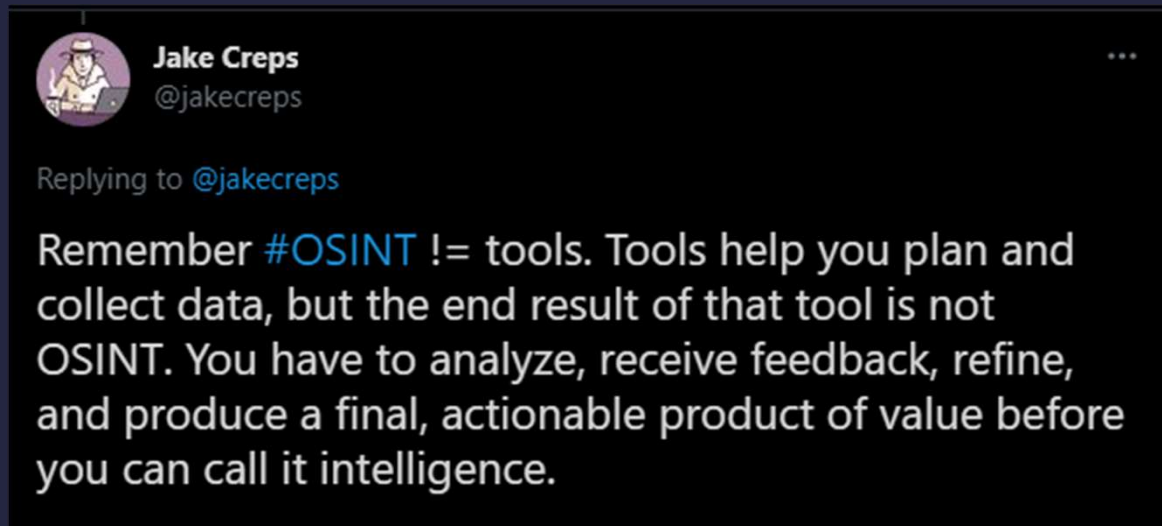 Jake Creps
@jakecreps
Replying to @jakecreps
Remember #OSINT != tools. Tools help you plan and
collect data, but the end result of that tool is not
OSINT. You have to analyze, receive feedback, refine,
and produce a final, actionable product of value before
you can call it intelligence.